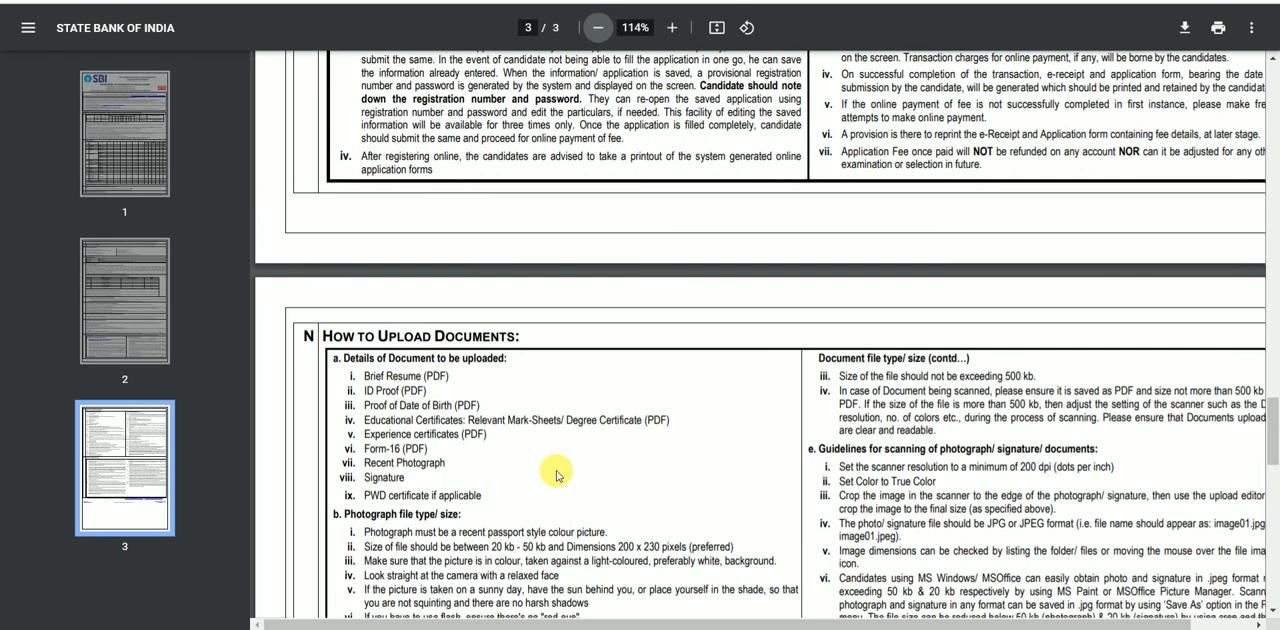 STATE BANK OF INDIA
3 / 3
114%
SBI
1
2
3
submit the same. In the event of candidate not being able to fill the application in one go, he can save
the information already entered. When the information/ application is saved, a provisional registration
number and password is generated by the system and displayed on the screen. Candidate should note
down the registration number and password. They can re-open the saved application using
registration number and password and edit the particulars, if needed. This facility of editing the saved
information will be available for three times only. Once the application is filled completely, candidate
should submit the same and proceed for online payment of fee.
iv. After registering online, the candidates are advised to take a printout of the system generated online
application forms
on the screen. Transaction charges for online payment, if any, will be borne by the candidates.
iv. On successful completion of the transaction, e-receipt and application form, bearing the date
submission by the candidate, will be generated which should be printed and retained by the candidat
v. If the online payment of fee is not successfully completed in first instance, please make fre
attempts to make online payment.
vi. A provision is there to reprint the e-Receipt and Application form containing fee details, at later stage.
vii. Application Fee once paid will NOT be refunded on any account NOR can it be adjusted for any oth
examination or selection in future.
N HOW TO UPLOAD DOCUMENTS:
a. Details of Document to be uploaded:
i. Brief Resume (PDF)
ii. ID Proof (PDF)
iii. Proof of Date of Birth (PDF)
iv. Educational Certificates: Relevant Mark-Sheets/ Degree Certificate (PDF)
v. Experience certificates (PDF)
vi. Form-16 (PDF)
vii. Recent Photograph
viii. Signature
ix. PWD certificate if applicable
b. Photograph file type/ size:
i. Photograph must be a recent passport style colour picture.
ii. Size of file should be between 20 kb - 50 kb and Dimensions 200 x 230 pixels (preferred)
iii. Make sure that the picture is in colour, taken against a light-coloured, preferably white, background.
iv. Look straight at the camera with a relaxed face
v. If the picture is taken on a sunny day, have the sun behind you, or place yourself in the shade, so that
you are not squinting and there are no harsh shadows
vi. If you have to use flash, ensure there's no "red-eye"
Document file type/ size (contd…)
iii. Size of the file should not be exceeding 500 kb.
iv. In case of Document being scanned, please ensure it is saved as PDF and size not more than 500 kb
PDF. If the size of the file is more than 500 kb, then adjust the setting of the scanner such as the D
resolution, no. of colors etc., during the process of scanning. Please ensure that Documents upload
are clear and readable.
e. Guidelines for scanning of photograph/ signature/ documents:
i. Set the scanner resolution to a minimum of 200 dpi (dots per inch)
ii. Set Color to True Color
iii. Crop the image in the scanner to the edge of the photograph/ signature, then use the upload editor
crop the image to the final size (as specified above).
iv. The photo/ signature file should be JPG or JPEG format (i.e. file name should appear as: image01.jpg
image01.jpeg).
v. Image dimensions can be checked by listing the folder/ files or moving the mouse over the file ima
icon.
vi. Candidates using MS Windows/ MSOffice can easily obtain photo and signature in .jpeg format
exceeding 50 kb & 20 kb respectively by using MS Paint or MSOffice Picture Manager. Scann
photograph and signature in any format can be saved in .jpg format by using 'Save As' option in the F